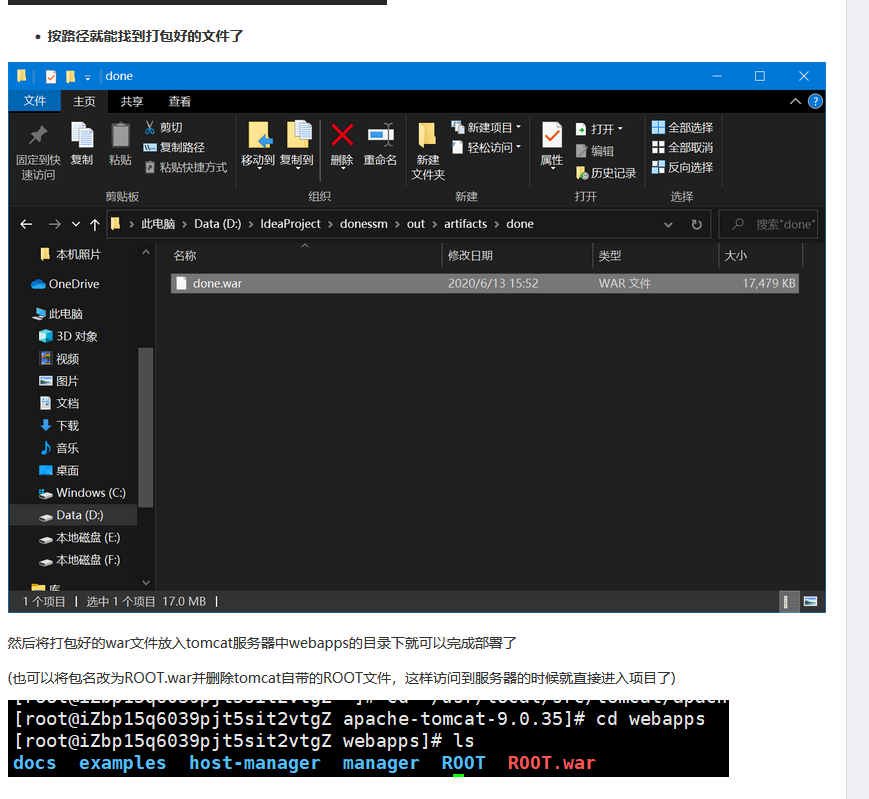 按路径就能找到打包好的文件了
done
文件 主页 共享 查看
固定到快速访问 复制 粘贴 剪切 复制路径 粘贴快捷方式 移动到 复制到 删除 重命名 新建文件夹 新建项目 轻松访问 属性 打开 编辑 历史记录 全部选择 全部取消 反向选择
剪贴板 组织 新建 打开 选择
此电脑 > Data (D:) > IdeaProject > donessm > out > artifacts > done 搜索"done"
本机照片 名称 修改日期 类型 大小
OneDrive done.war 2020/6/13 15:52 WAR 文件 17,479 KB
此电脑
3D 对象
视频
图片
文档
下载
音乐
桌面
Windows (C:)
Data (D:)
本地磁盘 (E:)
本地磁盘 (F:)
库
1 个项目 | 选中 1 个项目 17.0 MB |
然后将打包好的war文件放入tomcat服务器中webapps的目录下就可以完成部署了
(也可以将包名改为ROOT.war并删除tomcat自带的ROOT文件，这样访问到服务器的时候就直接进入项目了)
[root@iZbp15q6039pjt5sit2vtgZ ~]# cd
[root@iZbp15q6039pjt5sit2vtgZ apache-tomcat-9.0.35]# cd webapps
[root@iZbp15q6039pjt5sit2vtgZ webapps]# ls
docs examples host-manager manager ROOT ROOT.war